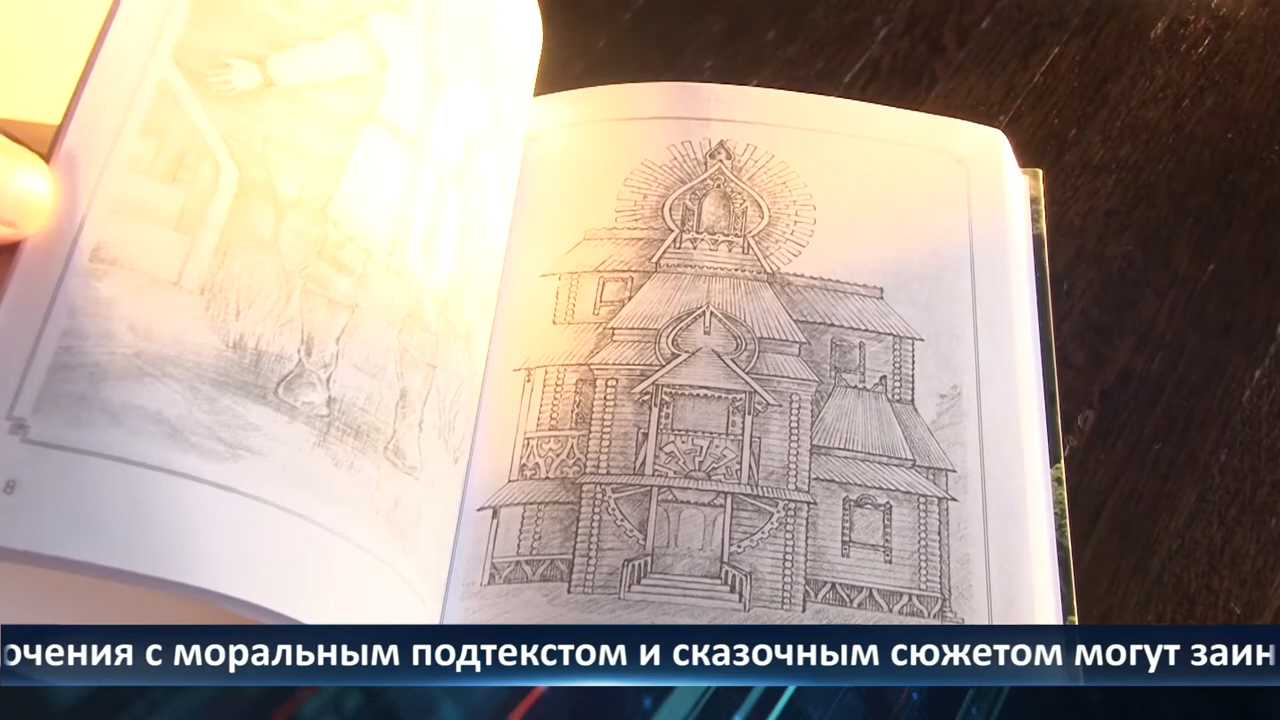 8
очения с моральным подтекстом и сказочным сюжетом могут заин